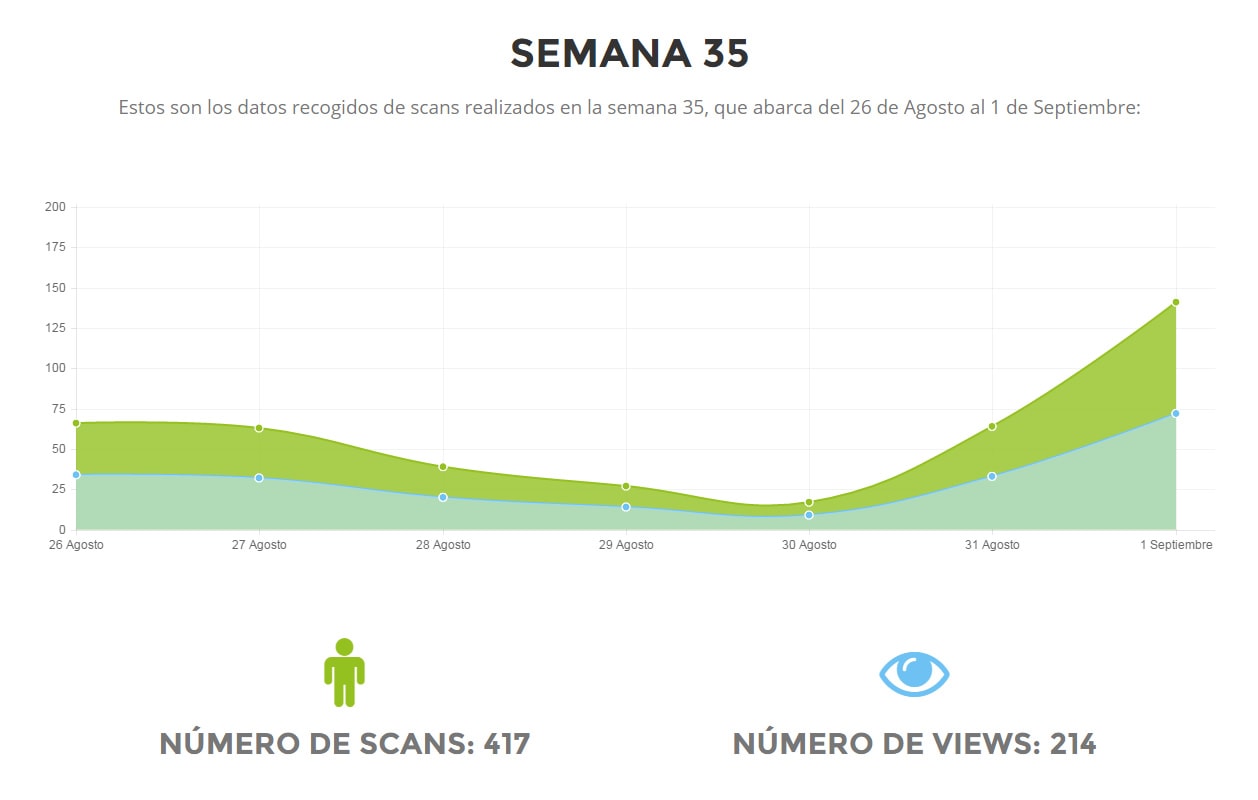 SEMANA 35
Estos son los datos recogidos de scans realizados en la semana 35, que abarca del 26 de Agosto al 1 de Septiembre:
200
175
150
125
100
75
50
25
0
26 Agosto
27 Agosto
28 Agosto
29 Agosto
30 Agosto
31 Agosto
1 Septiembre
NÚMERO DE SCANS: 417
NÚMERO DE VIEWS: 214